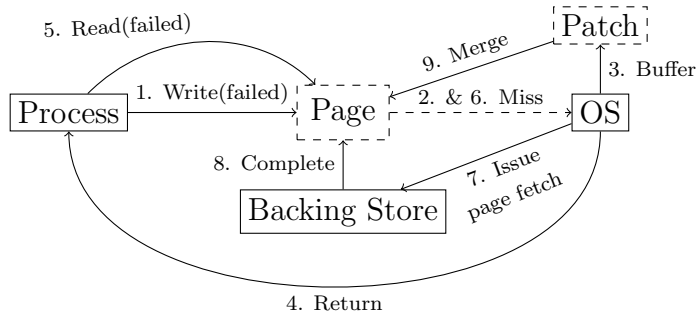 5. Read(failed)
Patch
9. Merge
3. Buffer
1. Write(failed)
2. & 6. Miss
Process
Page
OS
8. Complete
7. Issue
page fetch
Backing Store
4. Return